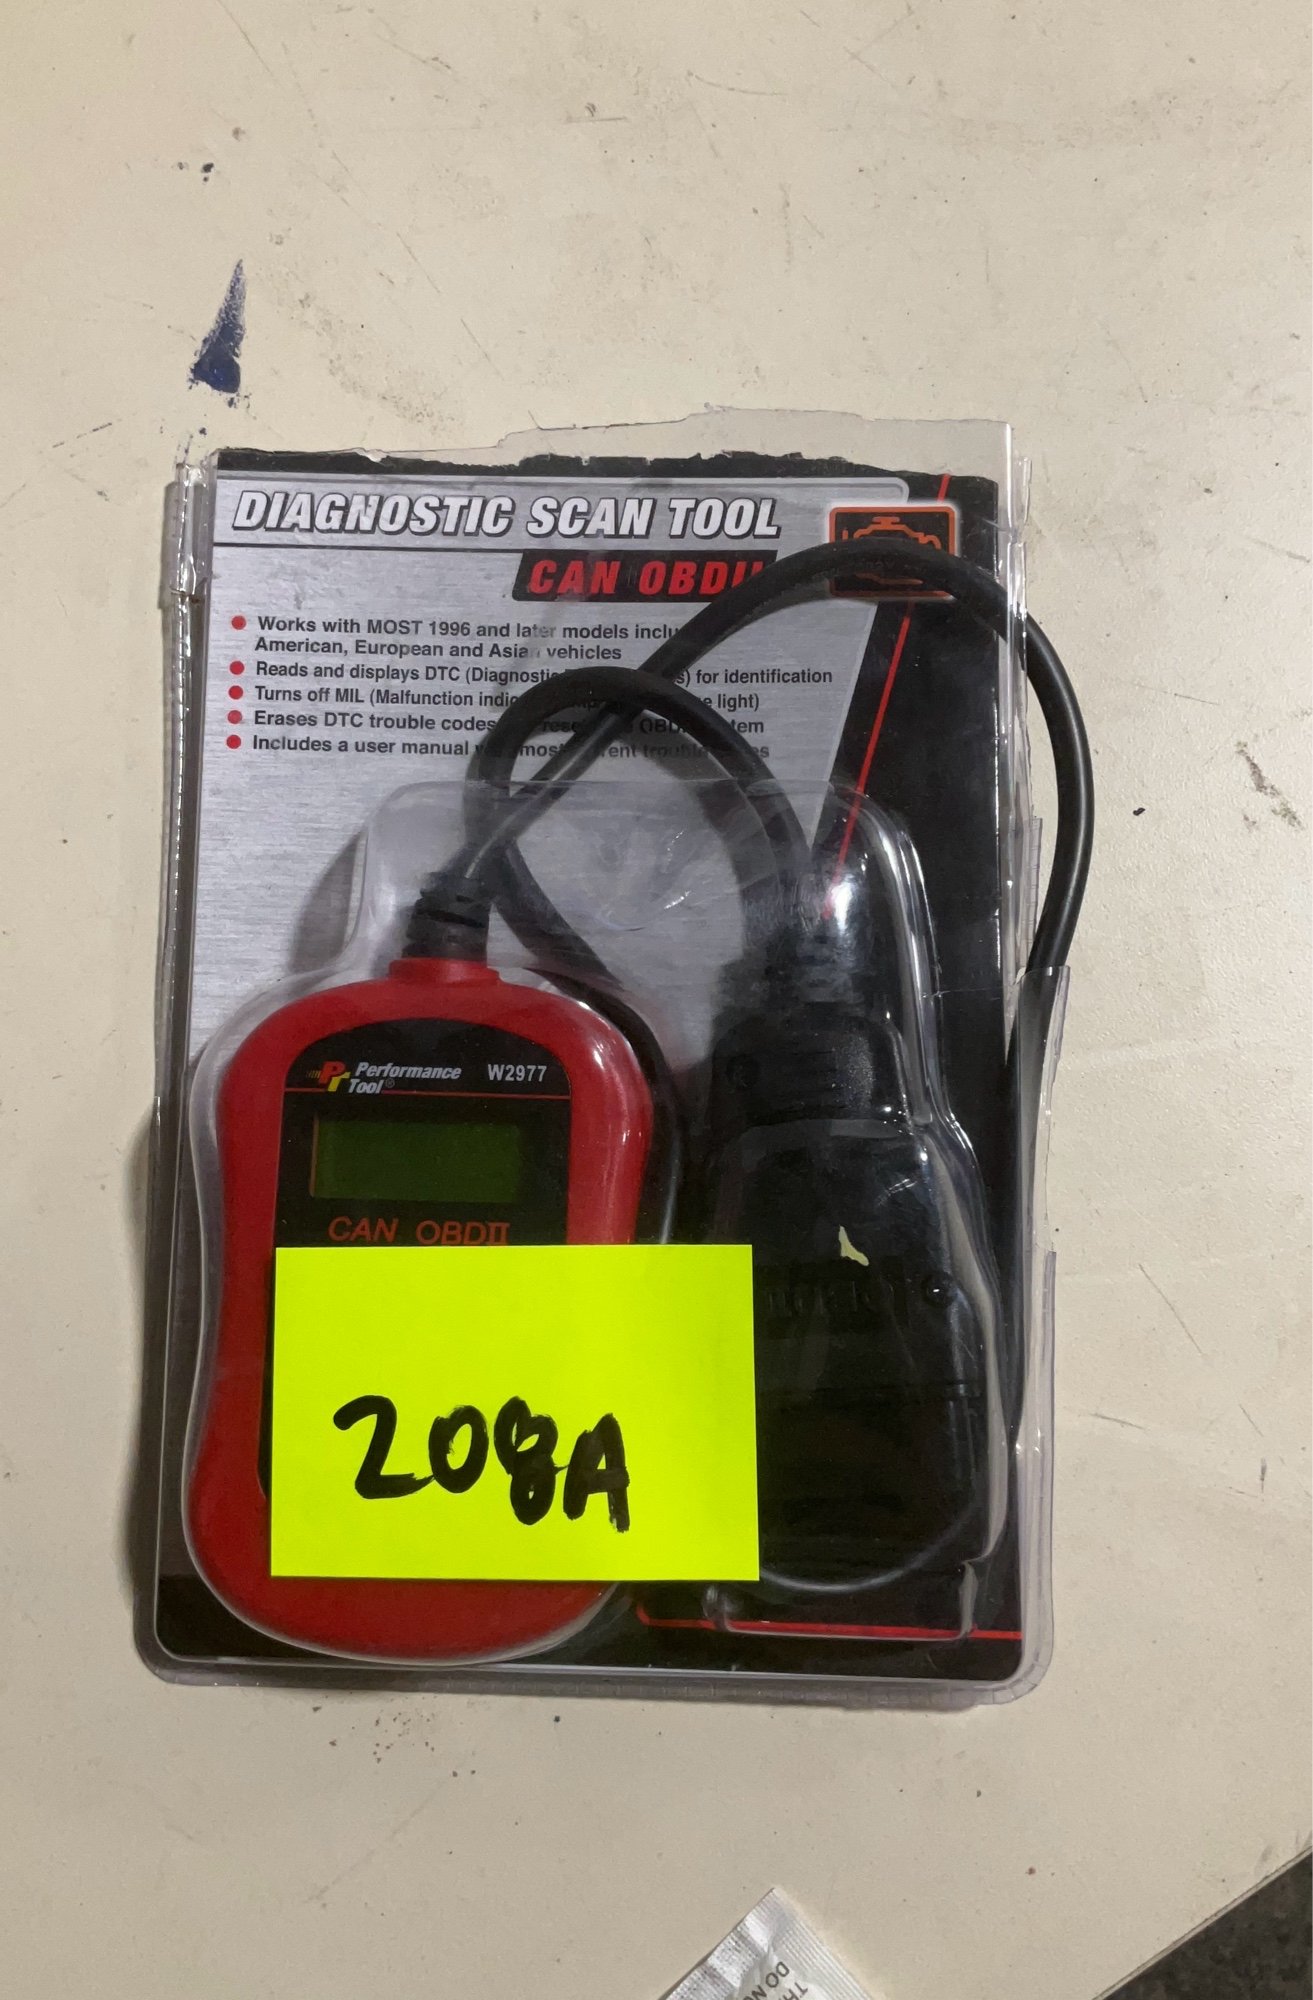 DIAGNOSTIC SCAN TOOL
CAN OBDII
Works with MOST 1996 and later models
American, European and Asian vehicles
Reads and displays DTC for identification
Turns off MIL (Malfunction light)
Erases DTC trouble codes
Includes a user manual
Performance W2977
Tool®
CAN OBDII
208A
DO NO